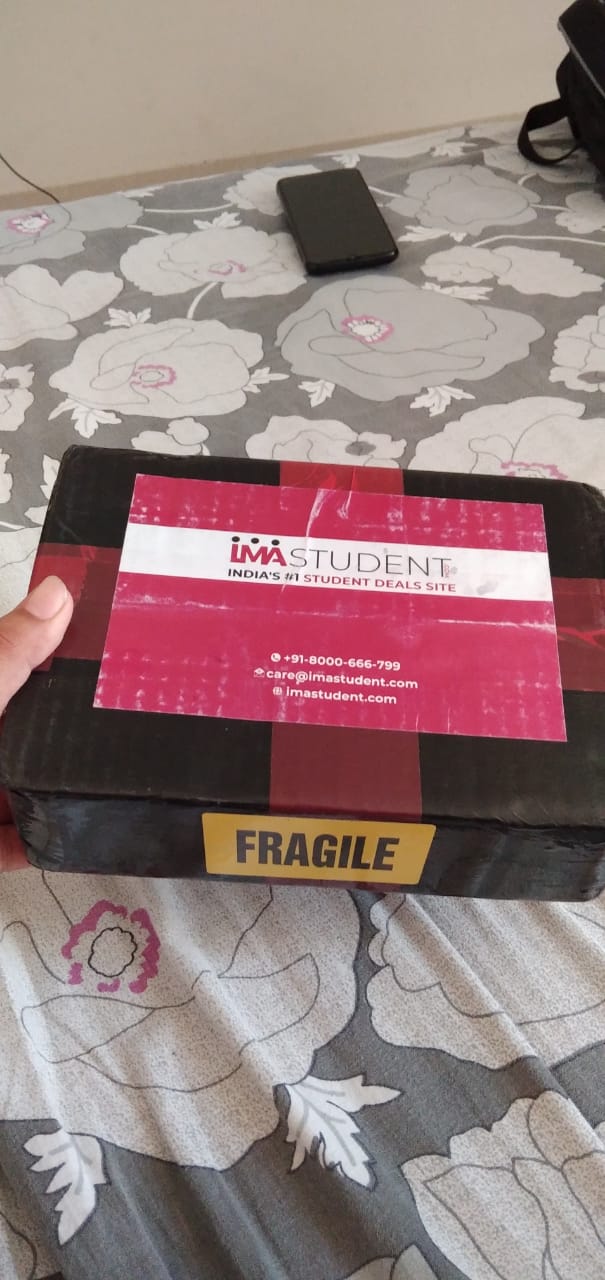 IMASTUDENT
INDIA'S #1 STUDENT DEALS SITE
+91-8000-666-799
care@imastudent.com
imastudent.com
FRAGILE